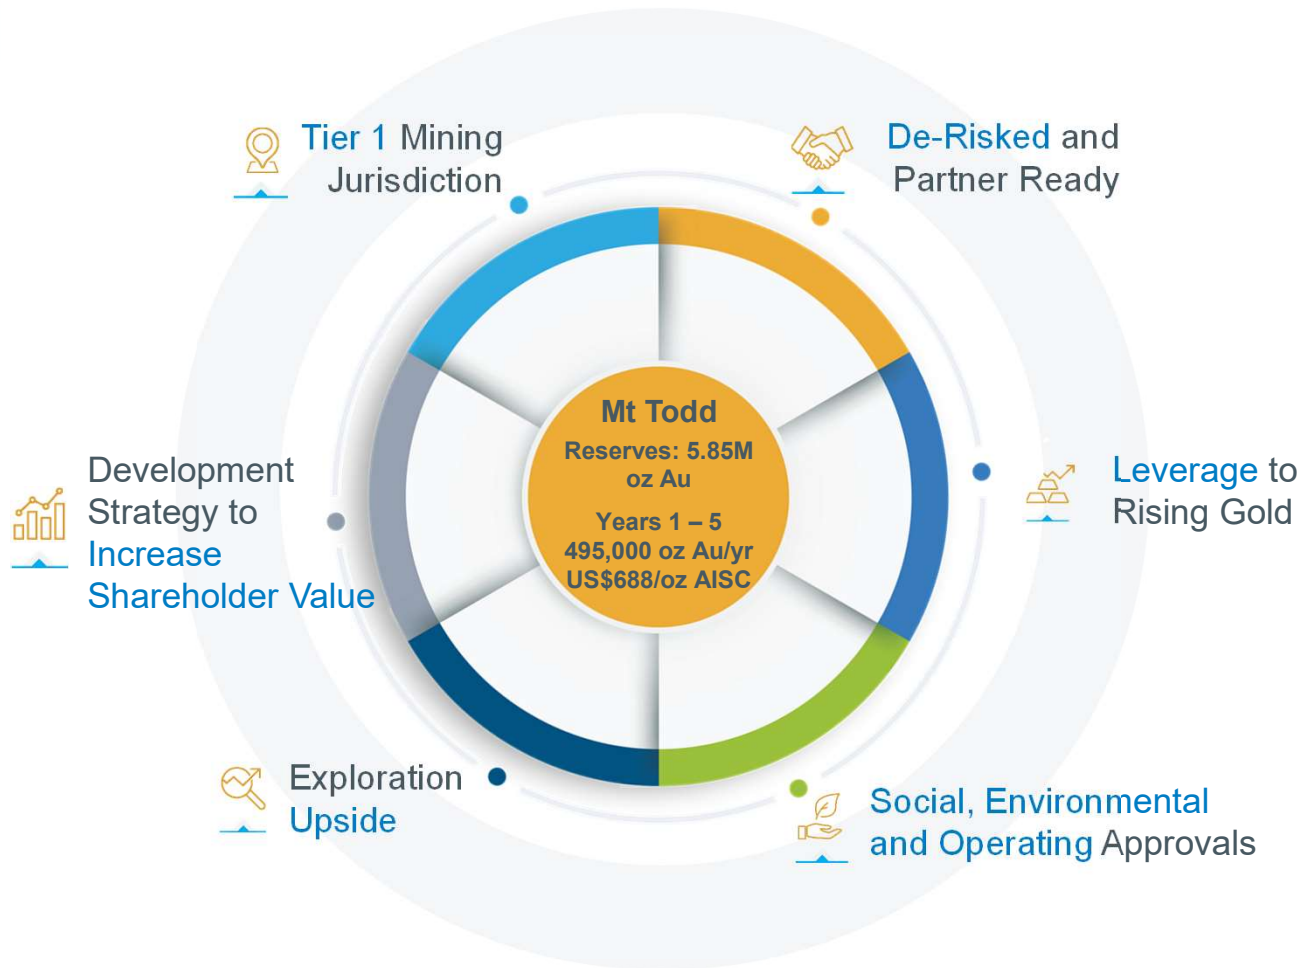 Tier 1 Mining
Jurisdiction
De-Risked and
Partner Ready
Mt Todd
Reserves: 5.85M
oz Au
Years 1 – 5
495,000 oz Au/yr
US$688/oz AISC
Development
Strategy to
Increase
Shareholder Value
Leverage to
Rising Gold
Exploration
Upside
Social, Environmental
and Operating Approvals